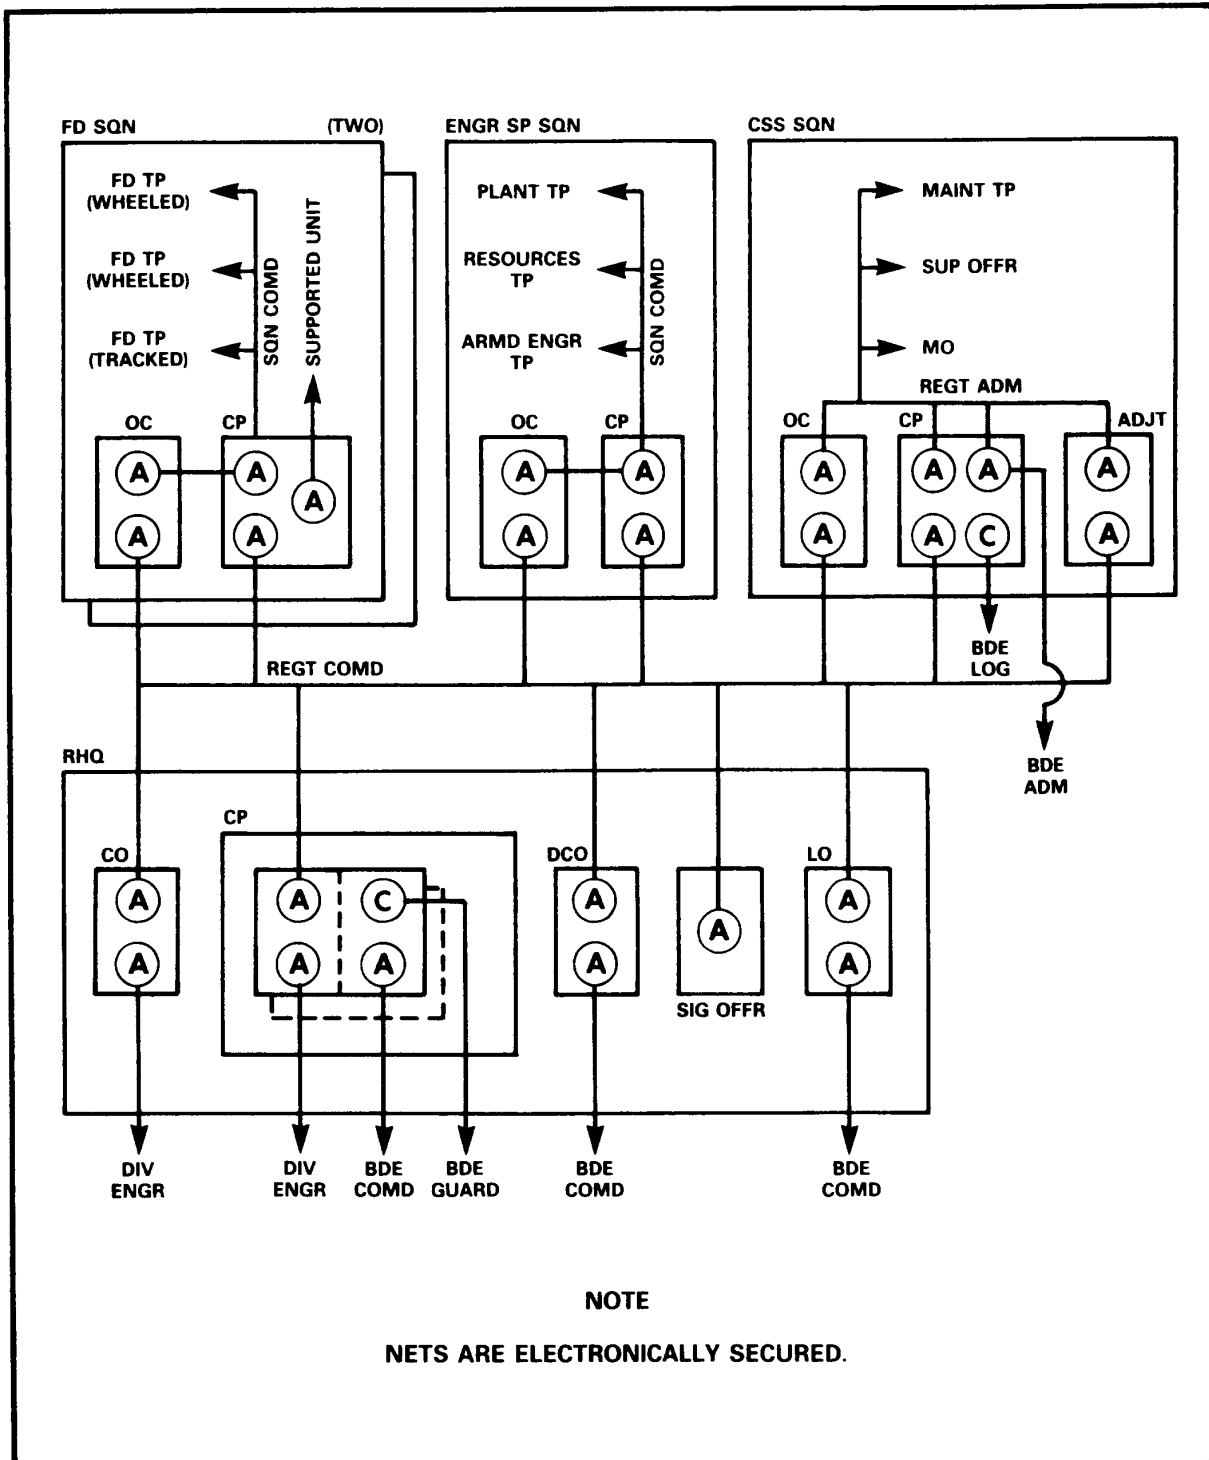 FD SQN (TWO)
FD TP
(WHEELED)
FD TP
(WHEELED)
FD TP
(TRACKED)
SQN COMD
SUPPORTED UNIT
OC
CP
A
A
A
A
A
ENGR SP SQN
PLANT TP
RESOURCES
TP
ARMD ENGR
TP
SQN COMD
OC
CP
A
A
A
A
CSS SQN
MAINT TP
SUP OFFR
MO
REGT ADM
OC
CP
ADJT
A
A
A
A
A
A
C
A
BDE
LOG
BDE
ADM
REGT COMD
RHQ
CO
A
A
CP
A
C
A
A
DCO
A
A
A
SIG OFFR
LO
A
A
DIV
ENGR
DIV
ENGR
BDE
COMD
BDE
GUARD
BDE
COMD
BDE
COMD
NOTE
NETS ARE ELECTRONICALLY SECURED.